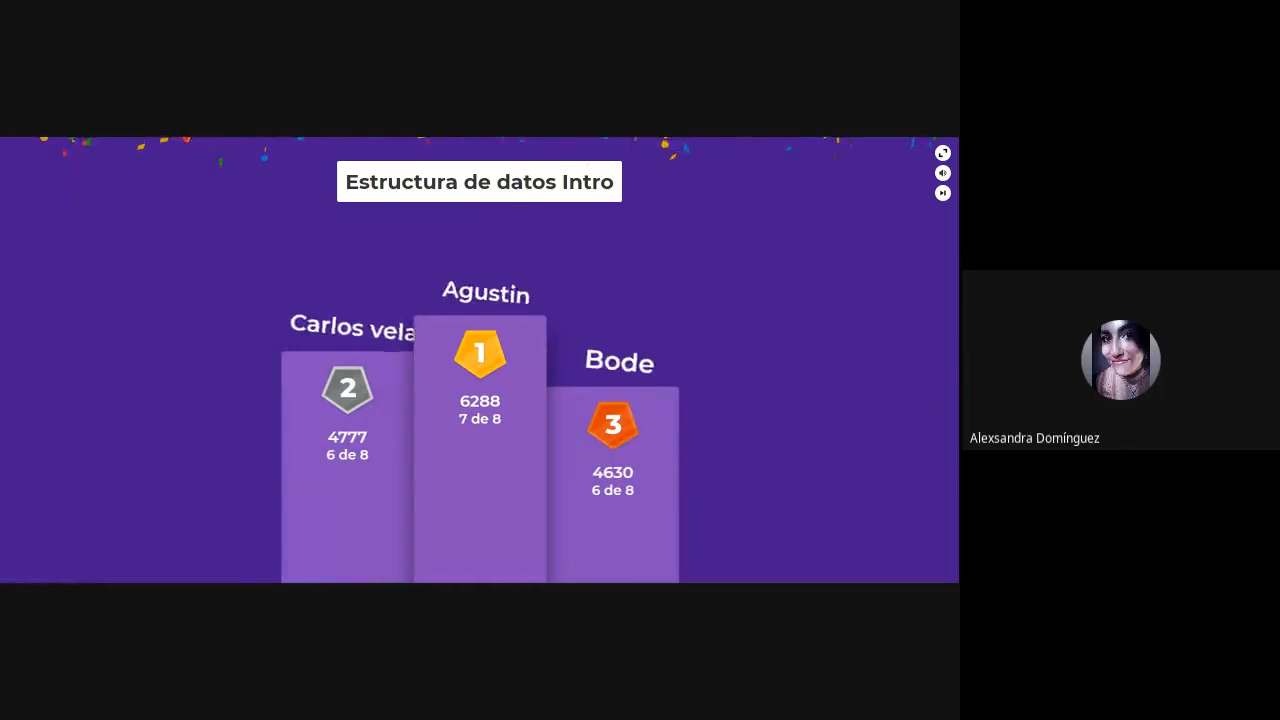 Estructura de datos Intro
Agustin
Carlos vela
Bode
1
6288
7 de 8
2
4777
6 de 8
3
4630
6 de 8
Alexsandra Domínguez